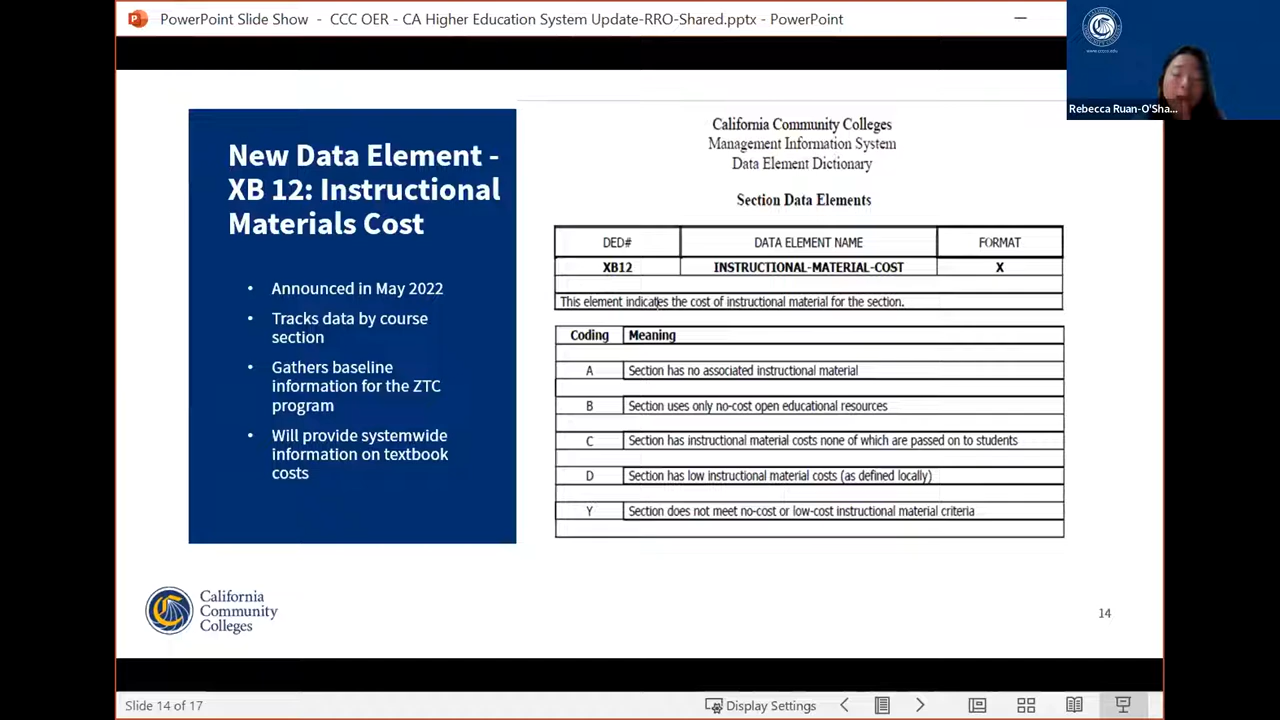 PowerPoint Slide Show - CCC OER - CA Higher Education System Update-RRO-Shared.pptx - PowerPoint
CALIFORNIA COMMUNITY COLLEGES
www.cccco.edu
Rebecca Ruan-O'Sha...
New Data Element -
XB 12: Instructional
Materials Cost
• Announced in May 2022
• Tracks data by course
section
• Gathers baseline
information for the ZTC
program
• Will provide systemwide
information on textbook
costs
California Community Colleges
Management Information System
Data Element Dictionary
Section Data Elements
DED# DATA ELEMENT NAME FORMAT
XB12 INSTRUCTIONAL-MATERIAL-COST X
This element indicates the cost of instructional material for the section.
Coding Meaning
A Section has no associated instructional material
B Section uses only no-cost open educational resources
C Section has instructional material costs none of which are passed on to students
D Section has low instructional material costs (as defined locally)
Y Section does not meet no-cost or low-cost instructional material criteria
California
Community
Colleges
14
Slide 14 of 17
Display Settings